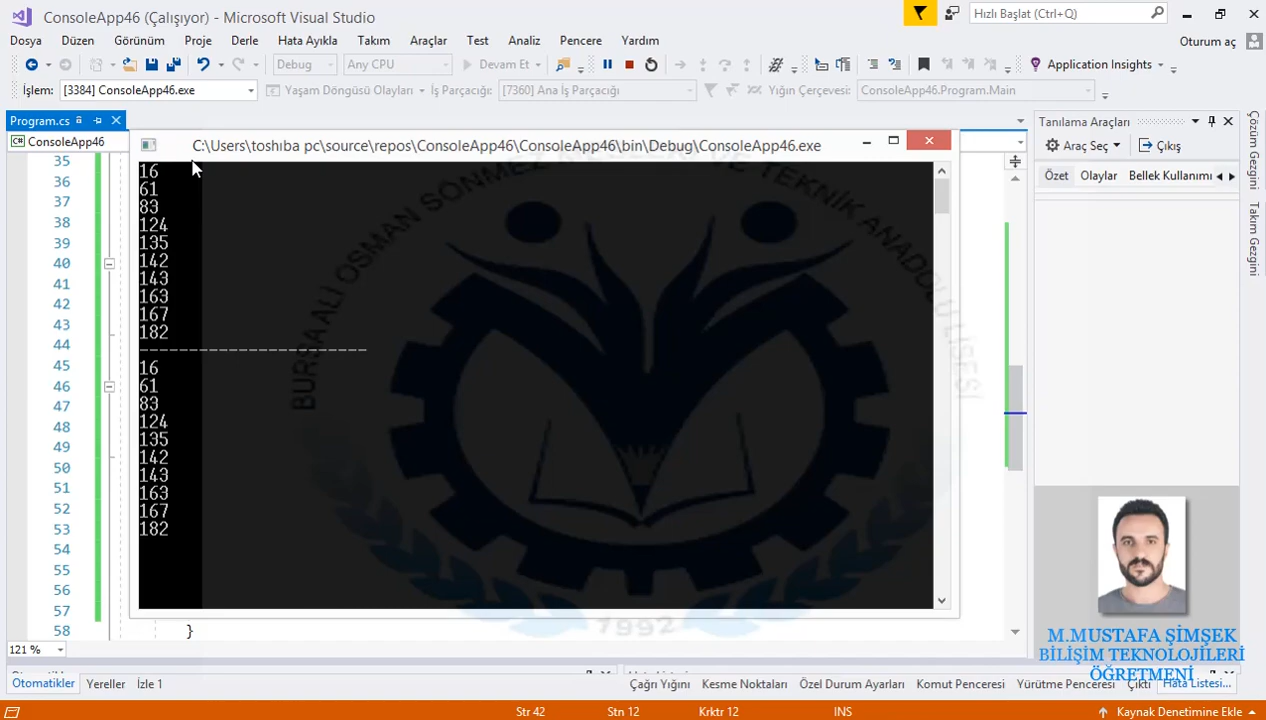 ConsoleApp46 (Çalışıyor) - Microsoft Visual Studio
Hızlı Başlat (Ctrl+Q)
Dosya Düzen Görünüm Proje Derle Hata Ayıkla Takım Araçlar Test Analiz Pencere Yardım
Oturum aç
Debug Any CPU Devam Et Application Insights
İşlem: [3384] ConsoleApp46.exe Yaşam Döngüsü Olayları İş Parçacığı: [7360] Ana İş Parçacığı Yığın Çerçevesi: ConsoleApp46.Program.Main
Program.cs
C# ConsoleApp46
C:\Users\toshıba pc\source\repos\ConsoleApp46\ConsoleApp46\bin\Debug\ConsoleApp46.exe
Tanılama Araçları
Araç Seç Çıkış
Özet Olaylar Bellek Kullanımı
Çözüm Gezgini
Takım Gezgini
35
36
37
38
39
40
41
42
43
44
45
46
47
48
49
50
51
52
53
54
55
56
57
58 }
16
61
83
124
135
142
143
163
167
182
-----------------------
16
61
83
124
135
142
143
163
167
182
1992
M.MUSTAFA ŞİMŞEK
BİLİŞİM TEKNOLOJİLERİ
ÖĞRETMENİ
121 %
Otomatikler Yereller İzle 1
Çağrı Yığını Kesme Noktaları Özel Durum Ayarları Komut Penceresi Yürütme Penceresi Çıktı Hata Listesi...
Str 42 Stn 12 Krktr 12 INS Kaynak Denetimine Ekle